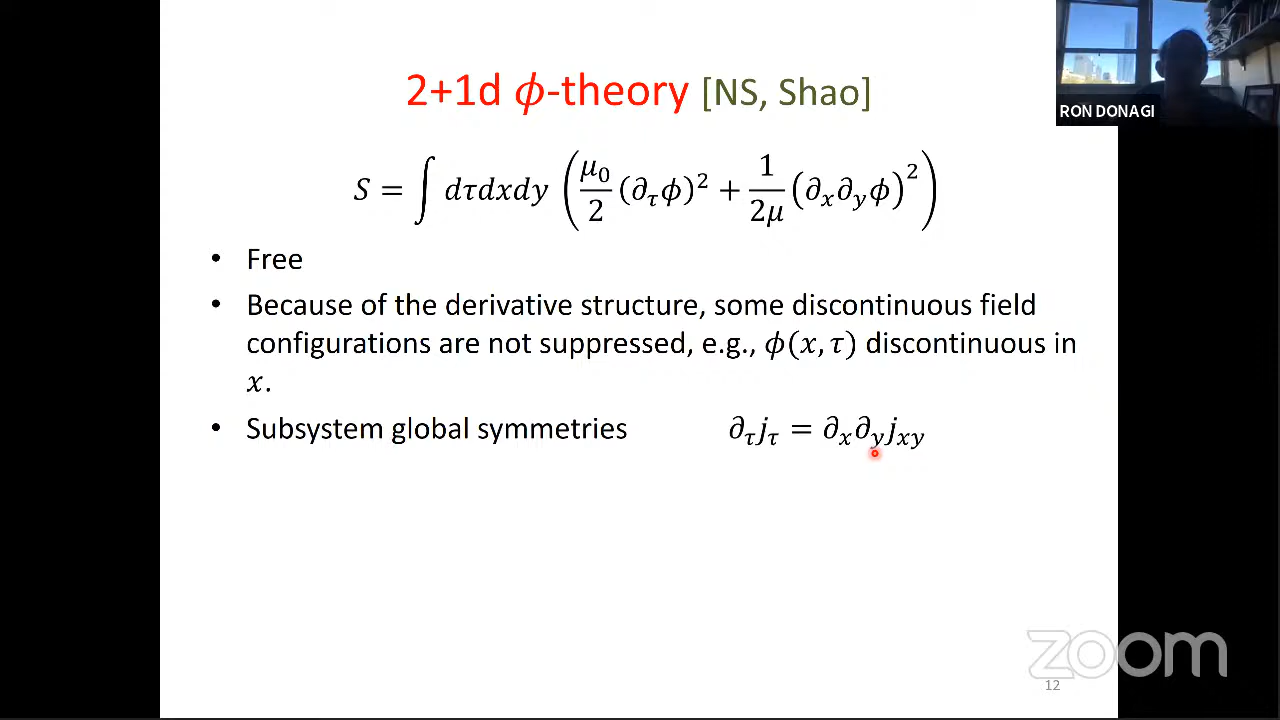 2+1d ϕ-theory [NS, Shao]
RON DONAGI
S = ∫ dτdxdy (μ₀/2 (∂_τϕ)² + 1/2μ (∂ₓ∂_yϕ)²)
• Free
• Because of the derivative structure, some discontinuous field
configurations are not suppressed, e.g., ϕ(x, τ) discontinuous in
x.
• Subsystem global symmetries ∂_τj_τ = ∂ₓ∂_yj_xy
zoom
12